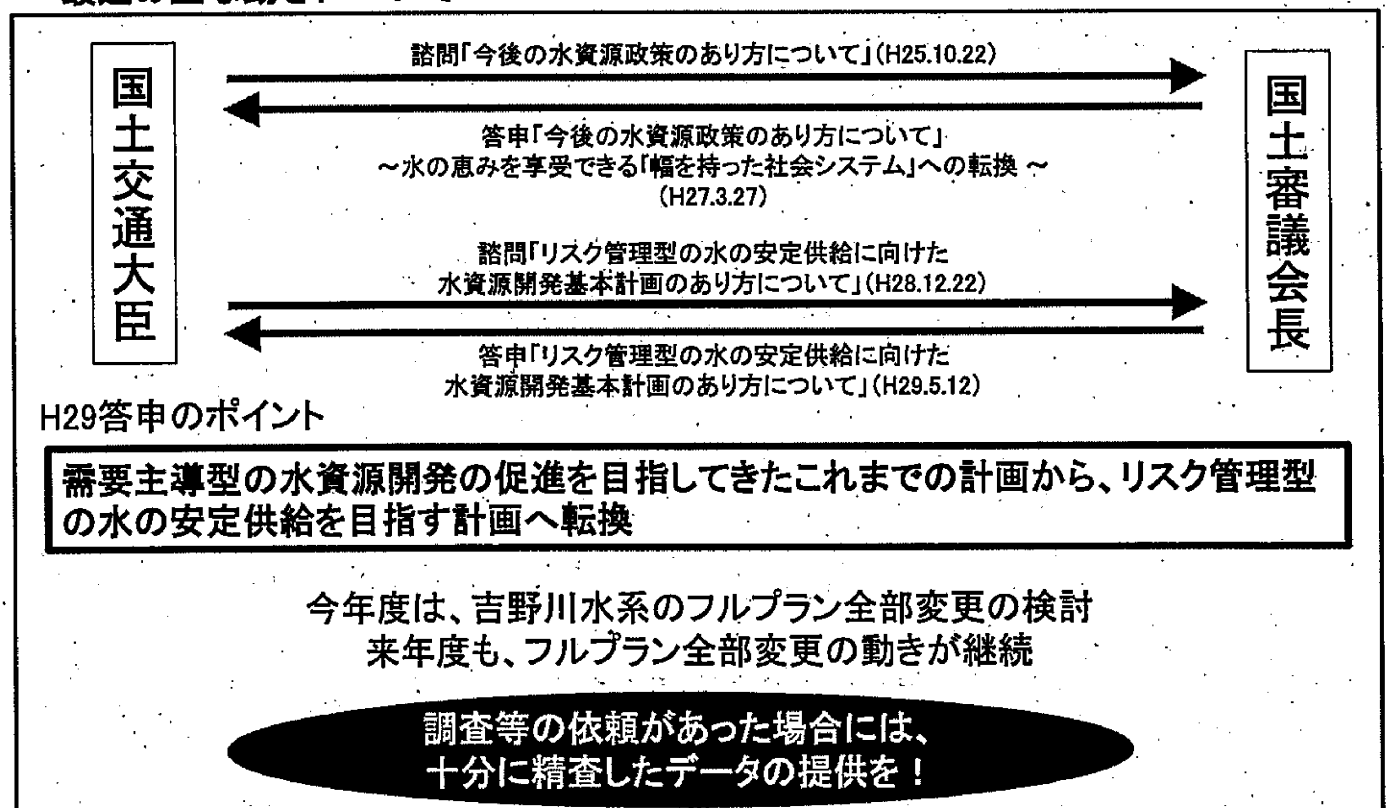 国土交通大臣
諮問「今後の水資源政策のあり方について」(H25.10.22)
答申「今後の水資源政策のあり方について」
~水の恵みを享受できる「幅を持った社会システム」への転換~
(H27.3.27)
諮問「リスク管理型の水の安定供給に向けた
水資源開発基本計画のあり方について」(H28.12.22)
答申「リスク管理型の水の安定供給に向けた
水資源開発基本計画のあり方について」(H29.5.12)
国土審議会長
H29答申のポイント
需要主導型の水資源開発の促進を目指してきたこれまでの計画から、リスク管理型
の水の安定供給を目指す計画へ転換
今年度は、吉野川水系のフルプラン全部変更の検討
来年度も、フルプラン全部変更の動きが継続
調査等の依頼があった場合には、
十分に精査したデータの提供を!